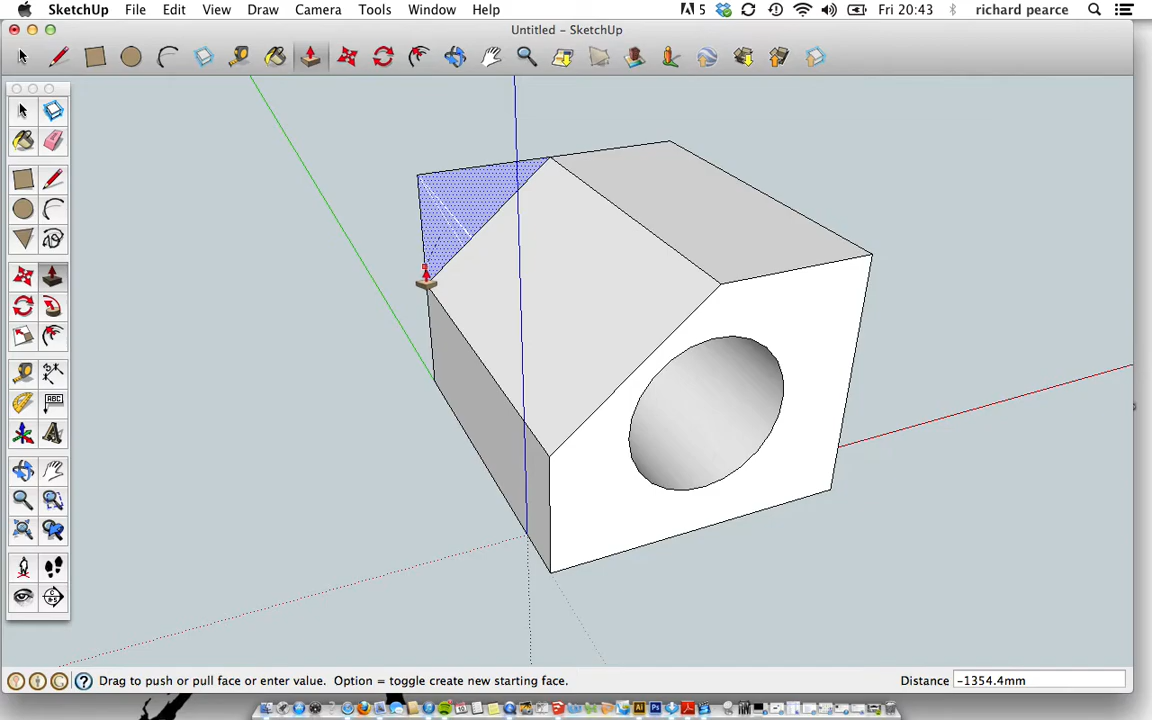 SketchUp File Edit View Draw Camera Tools Window Help 5 Fri 20:43 richard pearce
Untitled - SketchUp
ABC
Drag to push or pull face or enter value. Option = toggle create new starting face. Distance -1354.4mm